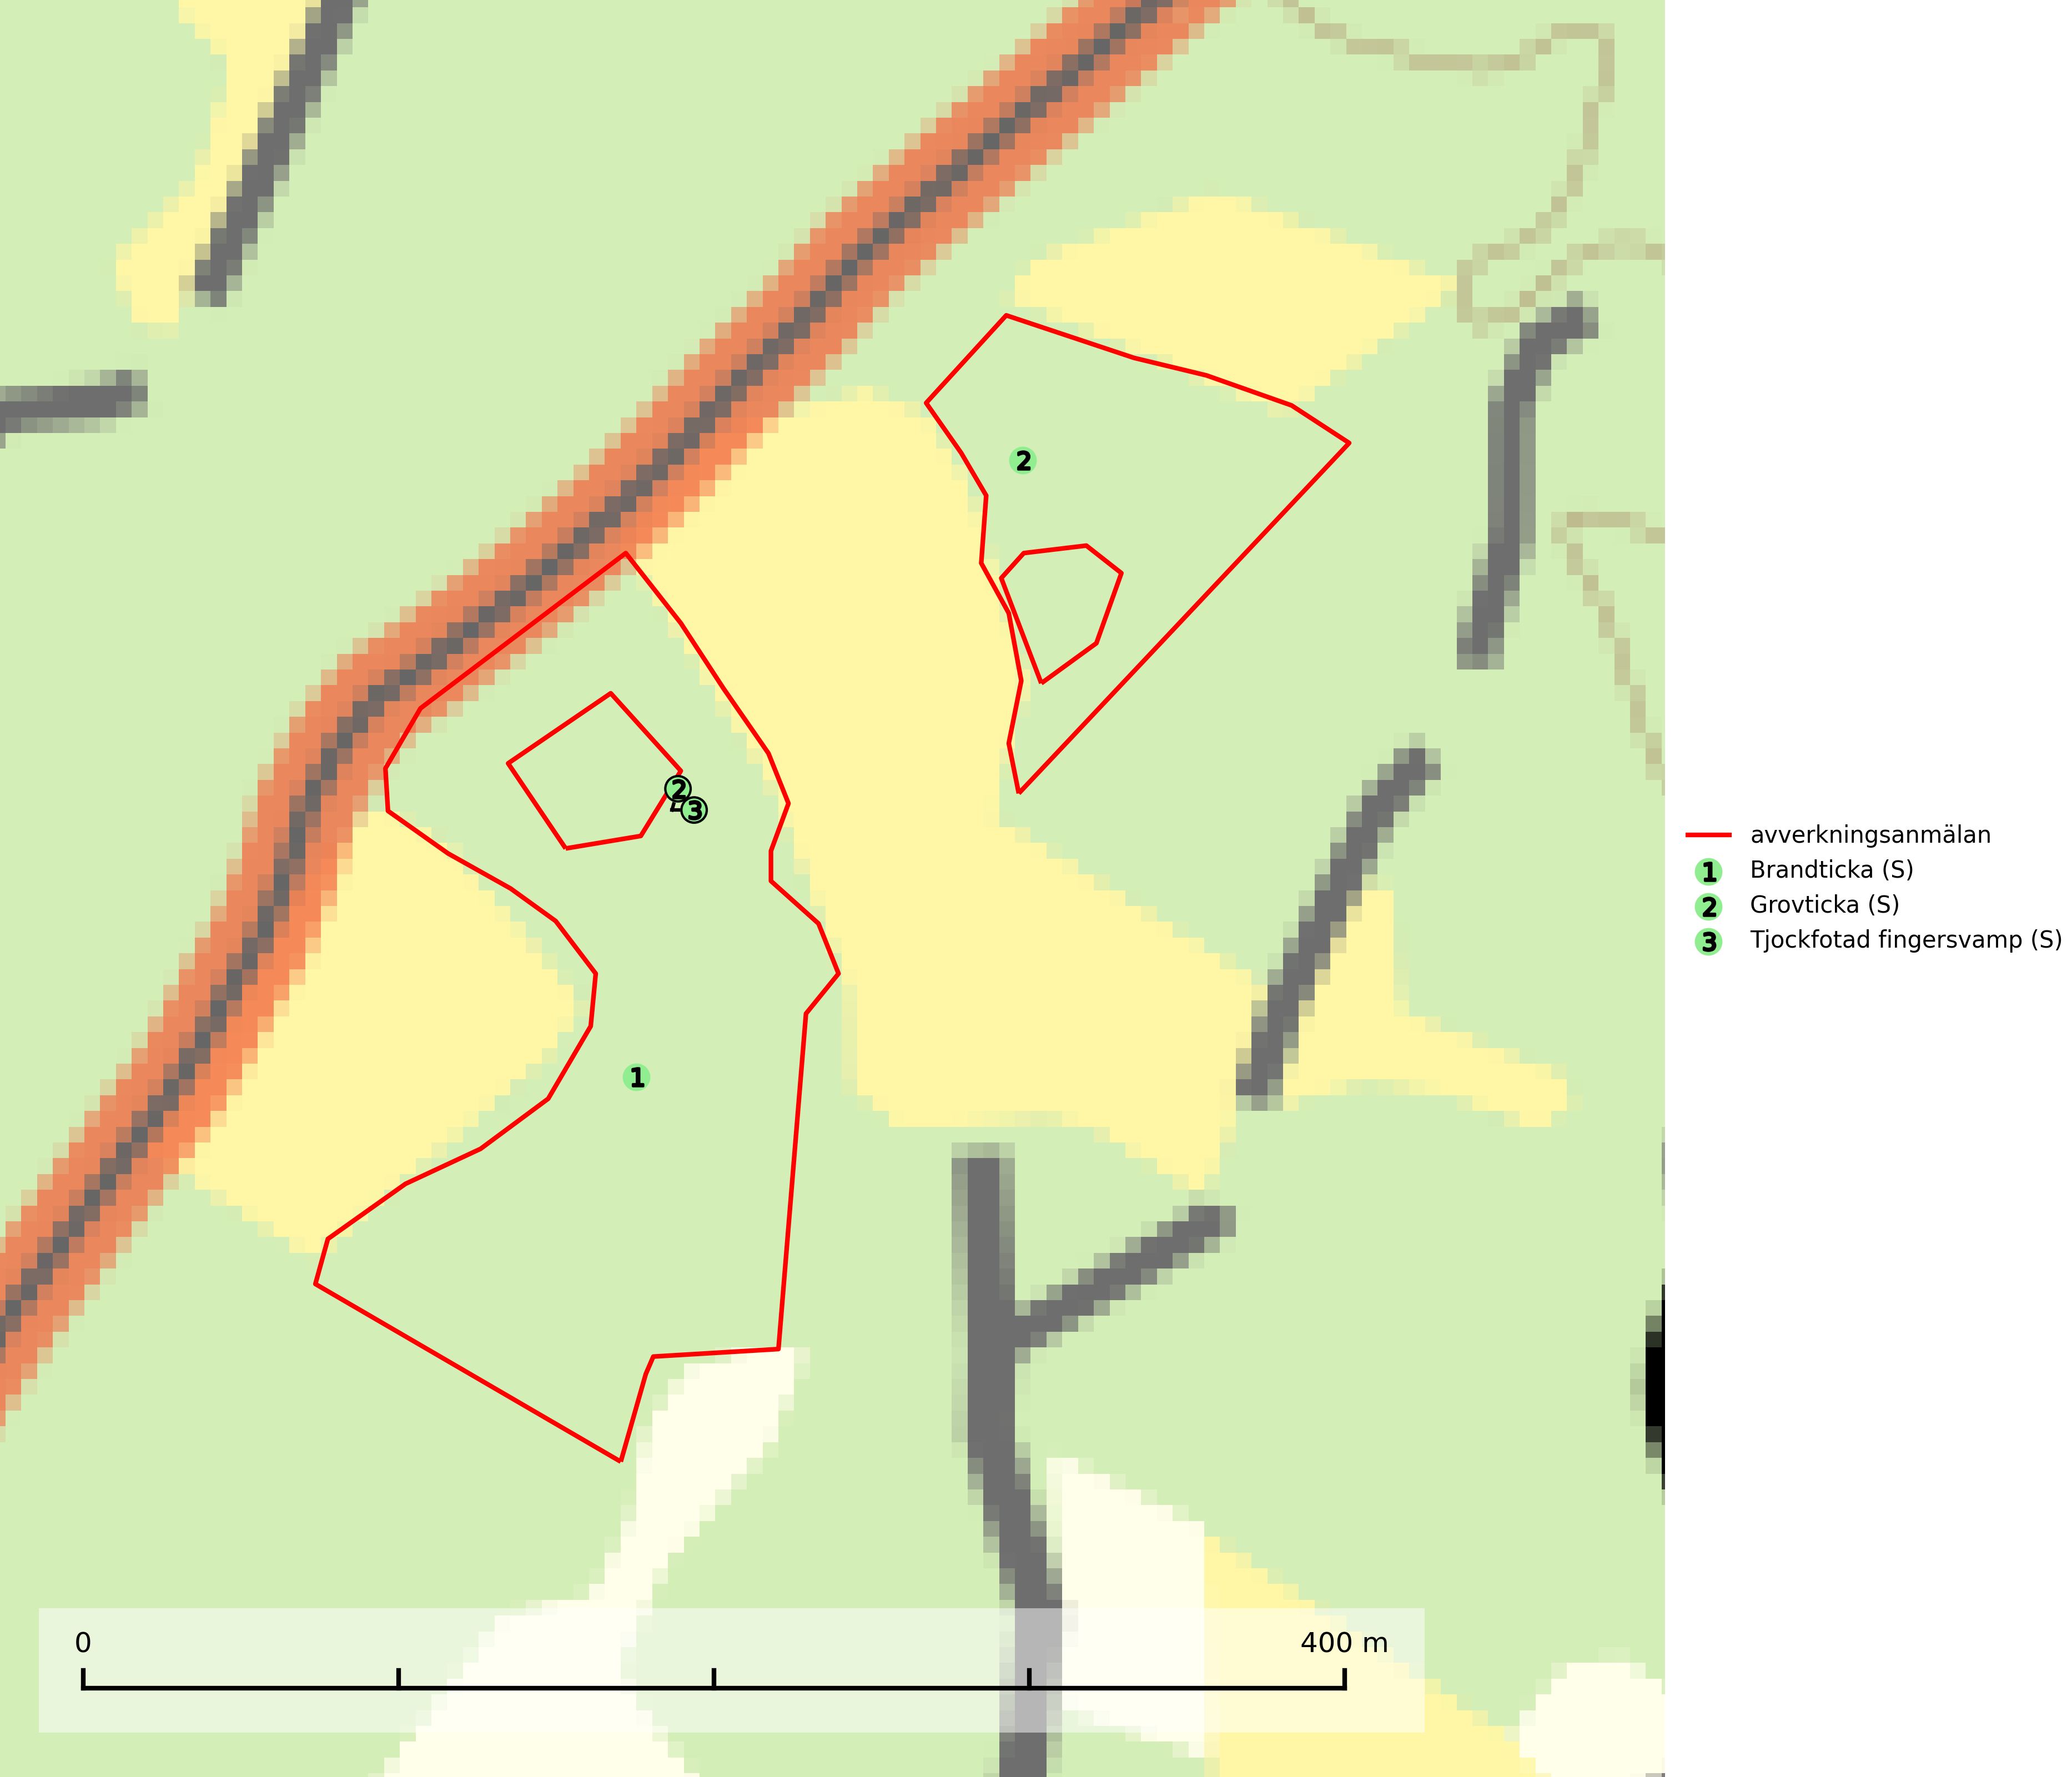 2
2
3
1
avverkningsanmälan
1 Brandticka (S)
2 Grovticka (S)
3 Tjockfotad fingersvamp (S)
0 400 m